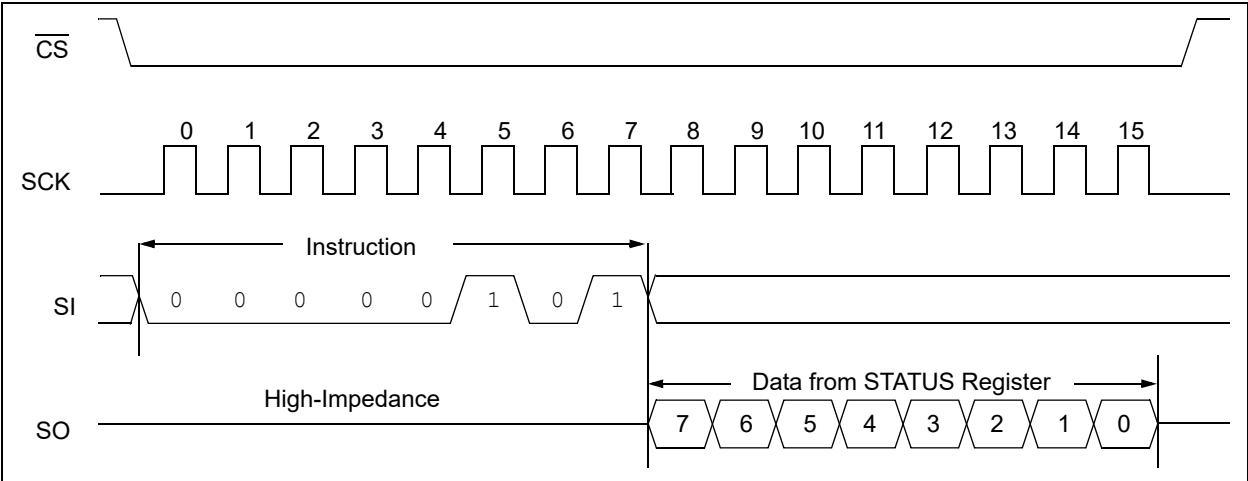 CS
0 1 2 3 4 5 6 7 8 9 10 11 12 13 14 15
SCK
Instruction
SI 0 0 0 0 0 1 0 1
Data from STATUS Register
High-Impedance
SO 7 6 5 4 3 2 1 0